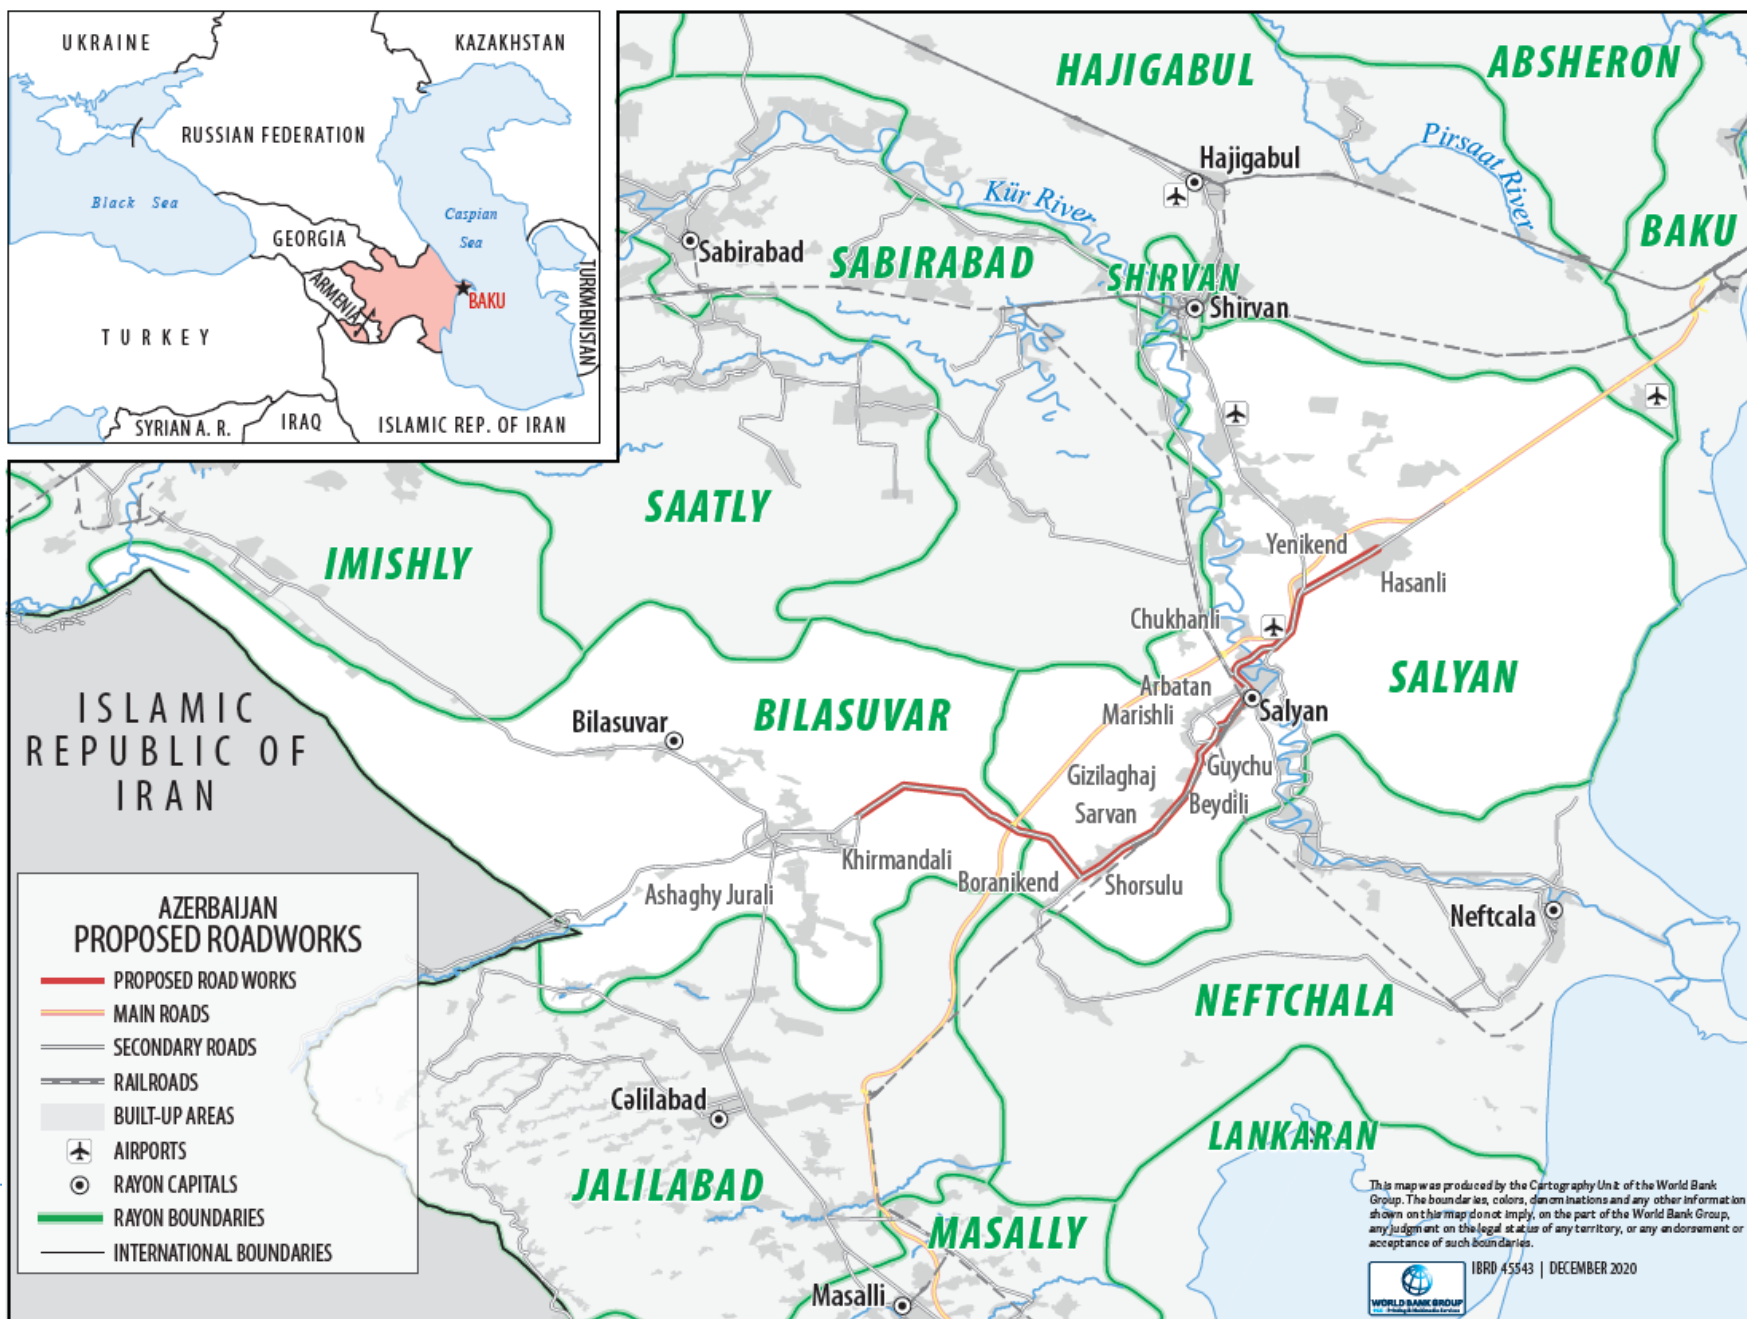 UKRAINE
KAZAKHSTAN
RUSSIAN FEDERATION
Black Sea
Caspian
Sea
GEORGIA
ARMENIA
BAKU
TURKMENISTAN
TURKEY
SYRIAN A. R.
IRAQ
ISLAMIC REP. OF IRAN
HAJIGABUL
ABSHERON
Pirsaat River
Hajigabul
Kür River
BAKU
Sabirabad
SABIRABAD
SHIRVAN
Shirvan
SAATLY
IMISHLY
Yenikend
Hasanli
Chukhanli
SALYAN
Arbatan
Marishli
Salyan
ISLAMIC
REPUBLIC OF
IRAN
Bilasuvar
BILASUVAR
Gizilaghaj
Guychu
Sarvan
Beydili
Khirmandali
Boranikend
Shorsulu
Ashaghy Jurali
Neftcala
NEFTCHALA
Calilabad
LANKARAN
JALILABAD
MASALLY
Masalli
AZERBAIJAN
PROPOSED ROADWORKS
PROPOSED ROAD WORKS
MAIN ROADS
SECONDARY ROADS
RAILROADS
BUILT-UP AREAS
AIRPORTS
RAYON CAPITALS
RAYON BOUNDARIES
INTERNATIONAL BOUNDARIES
This map was produced by the Cartography Unit of the World Bank
Group. The boundaries, colors, denominations and any other information
shown on this map do not imply, on the part of the World Bank Group,
any judgment on the legal status of any territory, or any endorsement or
acceptance of such boundaries.
IBRD 45543 | DECEMBER 2020
WORLD BANK GROUP
Printing & Multimedia Services